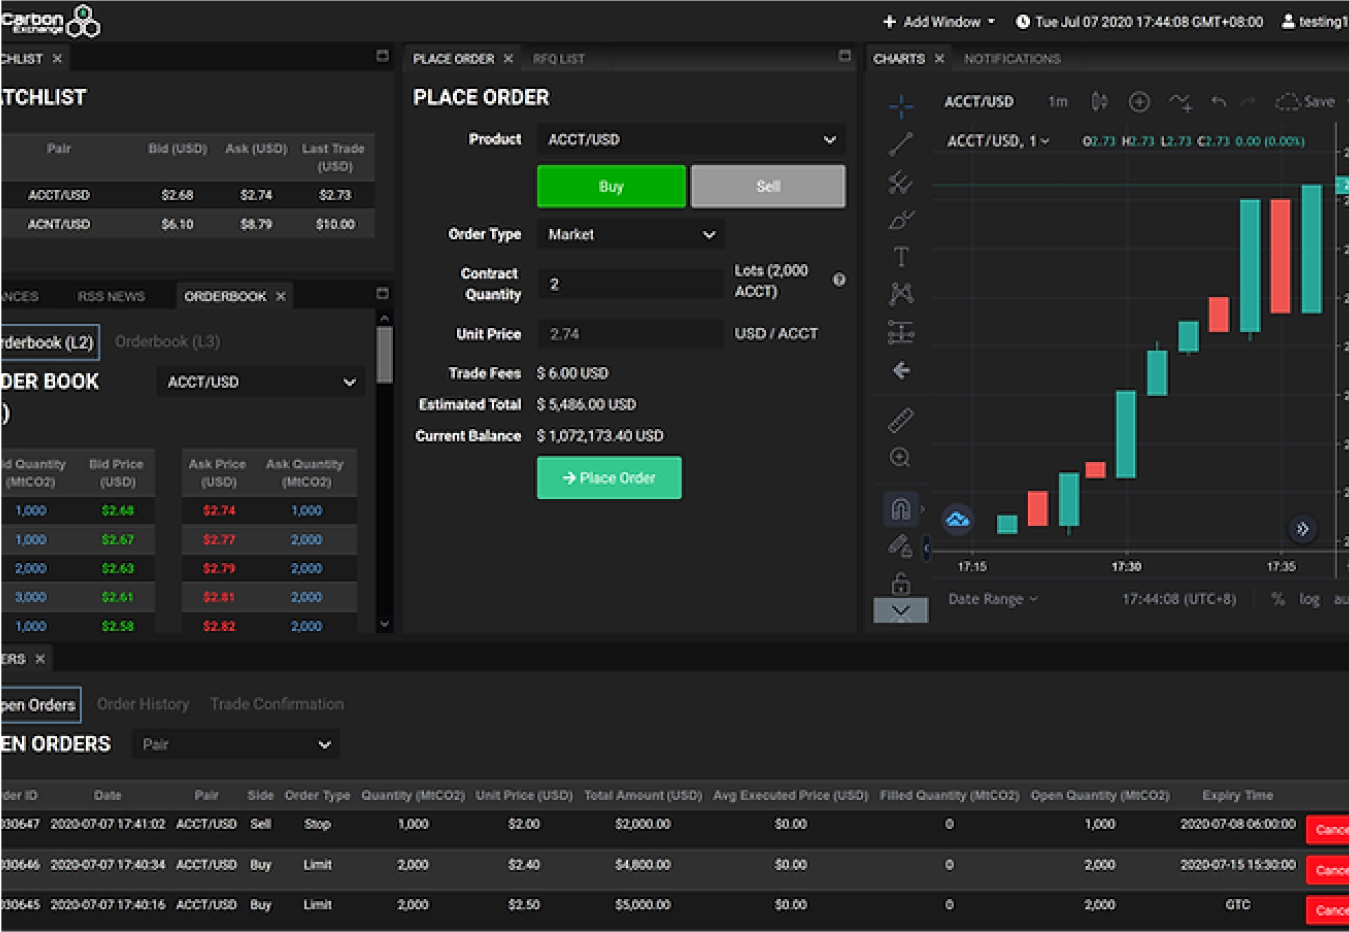 Carbon
Exchange
Add Window
Tue Jul 07 2020 17:44:08 GMT+08:00
testing1
CHLIST ×
TCHLIST
Pair Bid (USD) Ask (USD) Last Trade
(USD)
ACCT/USD $2.68 $2.74 $2.73
ACNT/USD $6.10 $8.79 $10.00
ANCES RSS NEWS ORDERBOOK ×
rderbook (L2) Orderbook (L3)
DER BOOK ACCT/USD
)
d Quantity Bid Price Ask Price Ask Quantity
(MtCO2) (USD) (USD) (MtCO2)
1,000 $2.68 $2.74 1,000
1,000 $2.67 $2.77 2,000
2,000 $2.63 $2.79 2,000
3,000 $2.61 $2.81 2,000
1,000 $2.58 $2.82 2,000
PLACE ORDER × RFQ LIST
PLACE ORDER
Product ACCT/USD
Buy Sell
Order Type Market
Contract
Quantity
2
Lots (2,000
ACCT)
?
Unit Price 2.74 USD / ACCT
Trade Fees $ 6.00 USD
Estimated Total $ 5,486.00 USD
Current Balance $ 1,072,173.40 USD
→ Place Order
CHARTS × NOTIFICATIONS
ACCT/USD 1m Save
ACCT/USD, 1 O2.73 H2.73 L2.73 C2.73 0.00 (0.00%)
T
17:15 17:30 17:35
Date Range 17:44:08 (UTC+8) % log au
ERS ×
pen Orders Order History Trade Confirmation
EN ORDERS Pair
der ID Date Pair Side Order Type Quantity (MtCO2) Unit Price (USD) Total Amount (USD) Avg Executed Price (USD) Filled Quantity (MtCO2) Open Quantity (MtCO2) Expiry Time
030647 2020-07-07 17:41:02 ACCT/USD Sell Stop 1,000 $2.00 $2,000.00 $0.00 0 1,000 2020-07-08 06:00:00 Cance
030646 2020-07-07 17:40:34 ACCT/USD Buy Limit 2,000 $2.40 $4,800.00 $0.00 0 2,000 2020-07-15 15:30:00 Cance
030645 2020-07-07 17:40:16 ACCT/USD Buy Limit 2,000 $2.50 $5,000.00 $0.00 0 2,000 GTC Cance